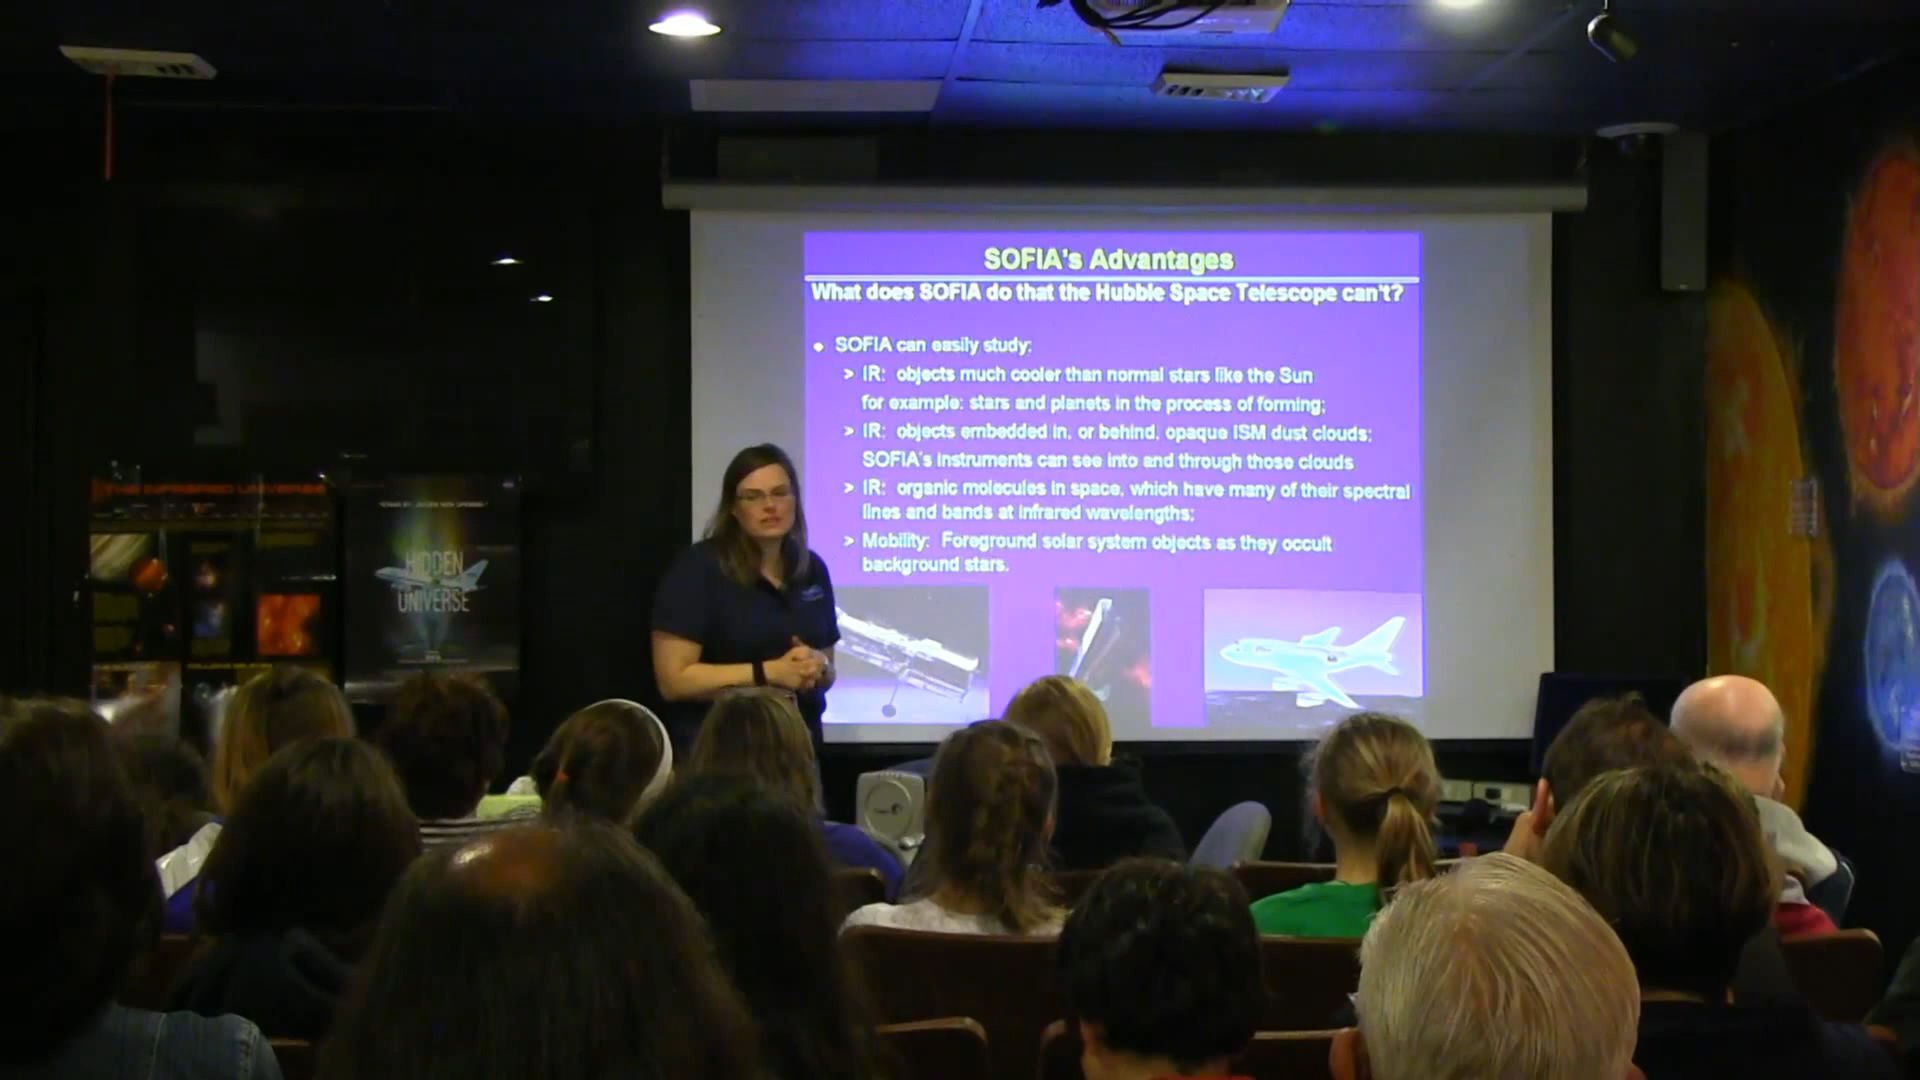 SOFIA's Advantages
What does SOFIA do that the Hubble Space Telescope can't?
• SOFIA can easily study:
> IR: objects much cooler than normal stars like the Sun
for example: stars and planets in the process of forming;
> IR: objects embedded in, or behind, opaque ISM dust clouds;
SOFIA's instruments can see into and through those clouds
> IR: organic molecules in space, which have many of their spectral
lines and bands at infrared wavelengths;
> Mobility: Foreground solar system objects as they occult
background stars.
THE INFRARED UNIVERSE
HIDDEN
UNIVERSE